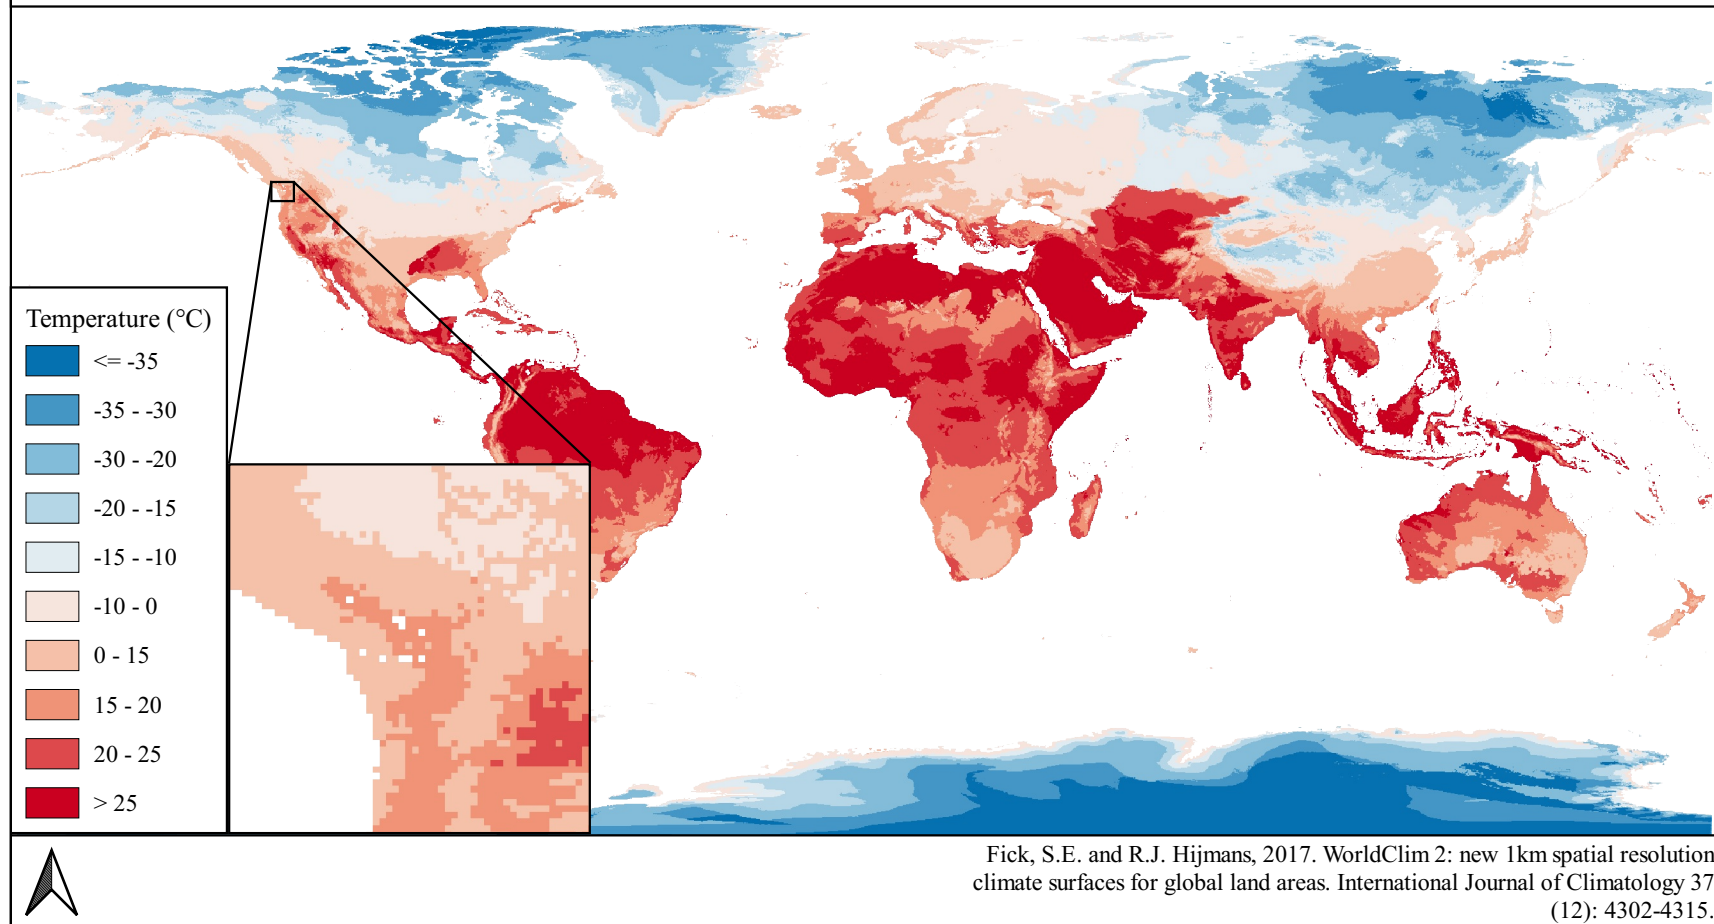 Temperature (°C)
<= -35
-35 - -30
-30 - -20
-20 - -15
-15 - -10
-10 - 0
0 - 15
15 - 20
20 - 25
> 25
Fick, S.E. and R.J. Hijmans, 2017. WorldClim 2: new 1km spatial resolution
climate surfaces for global land areas. International Journal of Climatology 37
(12): 4302-4315.